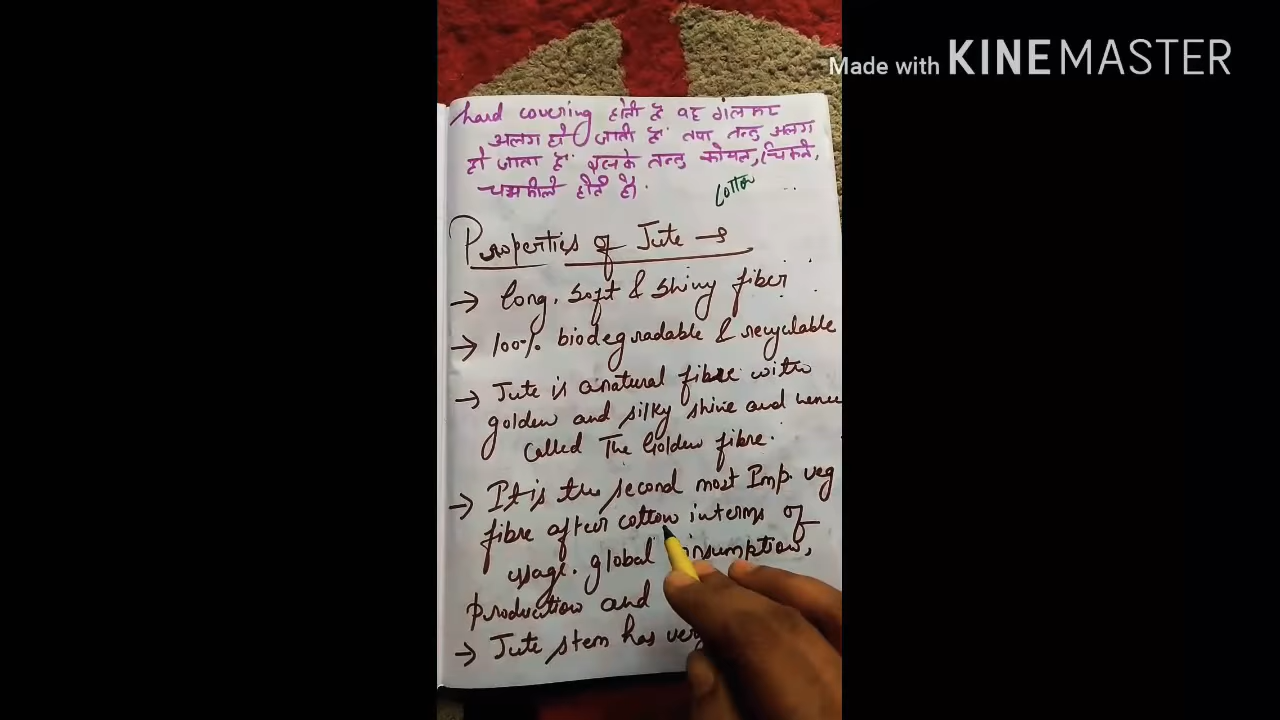 Made with KINEMASTER
hard covering होती है वह गलकर
अलग हो जाती है तथा तन्तु अलग
हो जाता है इसके तन्तु कोमल, चिकने,
चमकीले होते है।
cotton
Properties of Jute →
→ long, soft & shiny fiber
→ 100% biodegradable & recyclable
→ Jute is a natural fibre with
golden and silky shine and hence
called The Golden fibre.
→ It is the second most Imp. veg
fibre after cotton interms of
usage. global
production and
→ Jute stem has very